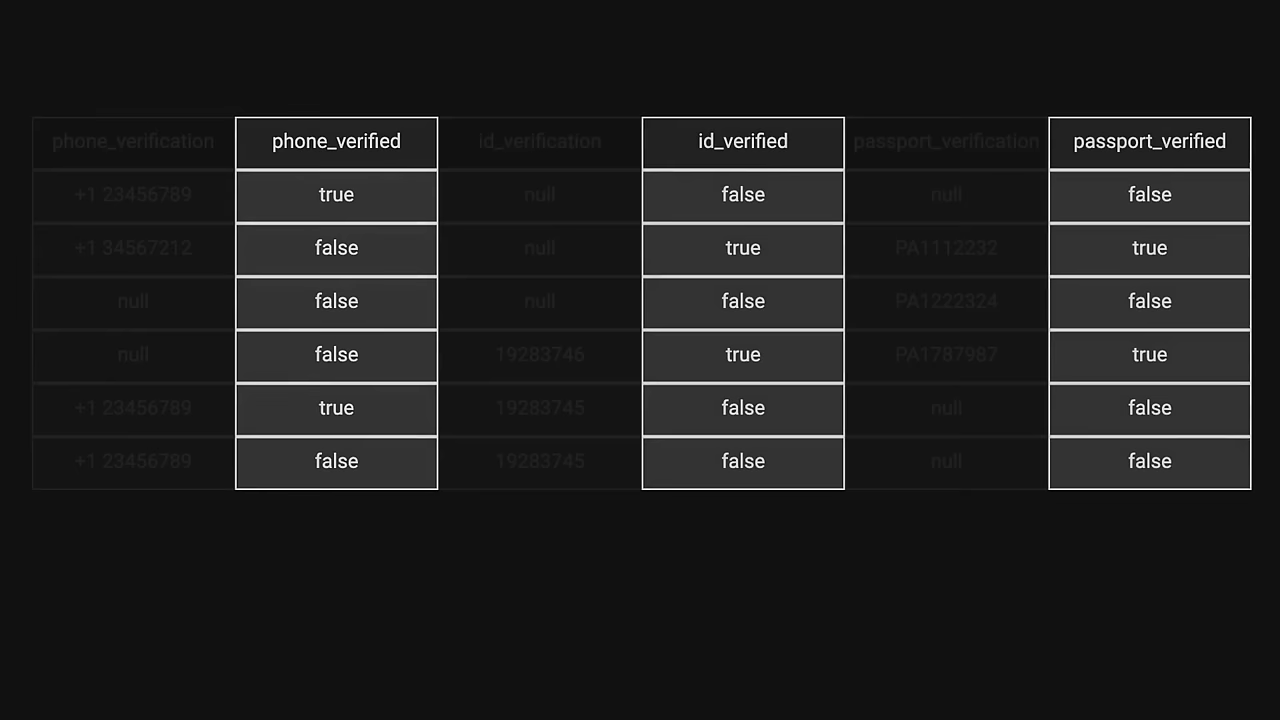 phone_verification phone_verified id_verification id_verified passport_verification passport_verified
+1 23456789 true null false null false
+1 34567212 false null true PA1112232 true
null false null false PA1222324 false
null false 19283746 true PA1787987 true
+1 23456789 true 19283745 false null false
+1 23456789 false 19283745 false null false